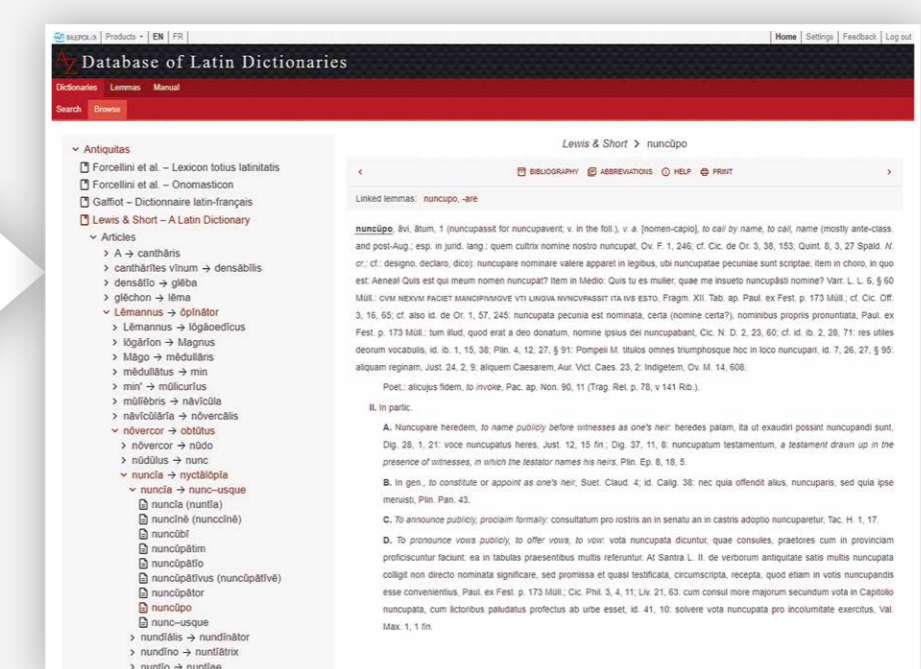 BREPOLIS Products EN FR
Home Settings Feedback Log out
Database of Latin Dictionaries
Dictionaries Lemmas Manual
Search Browse
Antiquitas
Forcellini et al. – Lexicon totius latinitatis
Forcellini et al. – Onomasticon
Gaffiot – Dictionnaire latin-français
Lewis & Short – A Latin Dictionary
Articles
A → canthăris
canthărītes vīnum → densābĭlis
densātĭo → glēba
glēchon → lēma
Lēmannus → ŏpīnātor
Lēmannus → lŏgăoedĭcus
lŏgărĭon → Magnus
Māgo → mĕdullāris
mĕdullātus → min
min' → mūlicurĭus
mŭlĭēbris → nāvĭcŭla
nāvĭcŭlārĭa → nŏvercālis
nŏvercor → obtūtus
nŏvercor → nūdo
nūdŭlus → nunc
nuncĭa → nyctălōpĭa
nuncĭa → nunc–usque
nuncĭa (nuntĭa)
nuncĭnĕ (nunccĭnĕ)
nuncŭbĭ
nuncŭpātim
nuncŭpātĭo
nuncŭpātīvus (nuncŭpātīvē)
nuncŭpātor
nuncŭpo
nunc–usque
nundĭālis → nundĭnātor
nundĭno → nuntĭātrix
nuntĭo → nuptĭae
Lewis & Short > nuncŭpo
BIBLIOGRAPHY ABBREVIATIONS HELP PRINT
Linked lemmas: nuncupo, -are
nuncŭpo, āvi, ātum, 1 (nuncupassit for nuncupaverit; v. in the foll.), v. a. [nomen-capio], to call by name, to call, name (mostly ante-class.
and post-Aug.; esp. in jurid. lang.: quem cultrix nomine nostro nuncupat, Ov. F. 1, 246; cf. Cic. de Or. 3, 38, 153; Quint. 8, 3, 27 Spald. N.
cr.; cf.: designo, declaro, dico): nuncupare nominare valere apparet in legibus, ubi nuncupatae pecuniae sunt scriptae; item in choro, in quo
est: Aeneal Quis est qui meum nomen nuncupat? Item in Medio: Quis tu es mulier, quae me insueto nuncupāsti nomine? Varr. L. L. 6, § 60
Müll.: CVM NEXVM FACIET MANCIPIVMQVE VTI LINGVA NVNCVPASSIT ITA IVS ESTO, Fragm. XII. Tab. ap. Paul. ex Fest. p. 173 Müll.; cf. Cic. Off.
3, 16, 65; cf. also id. de Or. 1, 57, 245: nuncupata pecunia est nominata, certa (nomine certa?), nominibus propriis pronuntiata, Paul. ex
Fest. p. 173 Müll.: tum illud, quod erat a deo donatum, nomine ipsius dei nuncupabant, Cic. N. D. 2, 23, 60; cf. id. ib. 2, 28, 71: res utiles
deorum vocabulis, id. ib. 1, 15, 38; Plin. 4, 12, 27, § 91: Pompeii M. titulos omnes triumphosque hoc in loco nuncupari, id. 7, 26, 27, § 95:
aliquam reginam, Just. 24, 2, 9: aliquem Caesarem, Aur. Vict. Caes. 23, 2: Indigetem, Ov. M. 14, 608.
Poet.: alicujus fidem, to invoke, Pac. ap. Non. 90, 11 (Trag. Rel. p. 78, v 141 Rib.).
II. In partic.
A. Nuncupare heredem, to name publicly before witnesses as one's heir: heredes palam, ita ut exaudiri possint nuncupandi sunt,
Dig. 28, 1, 21: voce nuncupatus heres, Just. 12, 15 fin.; Dig. 37, 11, 8: nuncupatum testamentum, a testament drawn up in the
presence of witnesses, in which the testator names his heirs, Plin. Ep. 8, 18, 5.
B. In gen., to constitute or appoint as one's heir, Suet. Claud. 4; id. Calig. 38: nec quia offendit alius, nuncuparis, sed quia ipse
meruisti, Plin. Pan. 43.
C. To announce publicly, proclaim formally: consultatum pro rostris an in senatu an in castris adoptio nuncuparetur, Tac. H. 1, 17.
D. To pronounce vows publicly, to offer vows, to vow: vota nuncupata dicuntur, quae consules, praetores cum in provinciam
proficiscuntur faciunt: ea in tabulas praesentibus multis referuntur. At Santra L. II. de verborum antiquitate satis multis nuncupata
colligit non directo nominata significare, sed promissa et quasi testificata, circumscripta, recepta, quod etiam in votis nuncupandis
esse convenientius, Paul. ex Fest. p. 173 Müll.; Cic. Phil. 3, 4, 11; Liv. 21, 63: cum consul more majorum secundum vota in Capitolio
nuncupata, cum lictoribus paludatus profectus ab urbe esset, id. 41, 10: solvere vota nuncupata pro incolumitate exercitus, Val.
Max. 1, 1 fin.